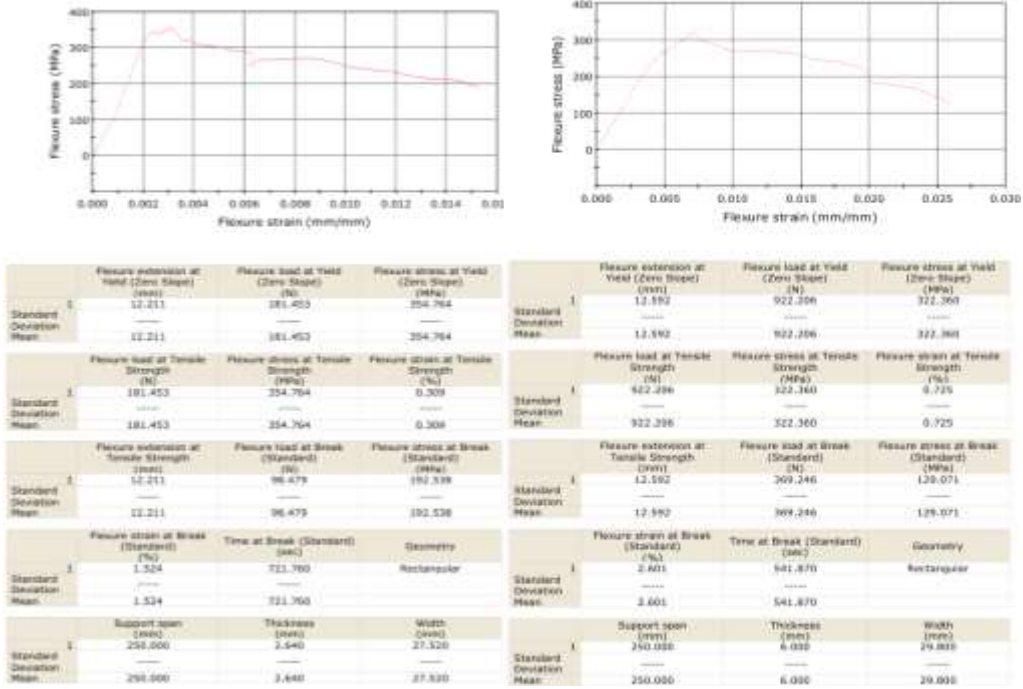 400
300
200
100
0
Flexure stress (MPa)
0.000 0.002 0.004 0.006 0.008 0.010 0.012 0.014 0.01
Flexure strain (mm/mm)
400
300
200
100
0
Flexure stress (MPa)
0.000 0.005 0.010 0.015 0.020 0.025 0.030
Flexure strain (mm/mm)
Flexure extension at Yield (Zero Slope) (mm) Flexure load at Yield (Zero Slope) (N) Flexure stress at Yield (Zero Slope) (MPa)
1 12.211 181.453 354.764
Standard Deviation ----- ----- -----
Mean 12.211 181.453 354.764
Flexure load at Tensile Strength (N) Flexure stress at Tensile Strength (MPa) Flexure strain at Tensile Strength (%)
1 181.453 354.764 0.309
Standard Deviation ----- ----- -----
Mean 181.453 354.764 0.309
Flexure extension at Tensile Strength (mm) Flexure load at Break (Standard) (N) Flexure stress at Break (Standard) (MPa)
1 12.211 98.479 192.538
Standard Deviation ----- ----- -----
Mean 12.211 98.479 192.538
Flexure strain at Break (Standard) (%) Time at Break (Standard) (sec) Geometry
1 1.524 721.760 Rectangular
Standard Deviation ----- -----
Mean 1.524 721.760
Support span (mm) Thickness (mm) Width (mm)
1 250.000 2.640 27.520
Standard Deviation ----- ----- -----
Mean 250.000 2.640 27.520
Flexure extension at Yield (Zero Slope) (mm) Flexure load at Yield (Zero Slope) (N) Flexure stress at Yield (Zero Slope) (MPa)
1 12.592 922.206 322.360
Standard Deviation ----- ----- -----
Mean 12.592 922.206 322.360
Flexure load at Tensile Strength (N) Flexure stress at Tensile Strength (MPa) Flexure strain at Tensile Strength (%)
1 922.206 322.360 0.725
Standard Deviation ----- ----- -----
Mean 922.206 322.360 0.725
Flexure extension at Tensile Strength (mm) Flexure load at Break (Standard) (N) Flexure stress at Break (Standard) (MPa)
1 12.592 369.246 129.071
Standard Deviation ----- ----- -----
Mean 12.592 369.246 129.071
Flexure strain at Break (Standard) (%) Time at Break (Standard) (sec) Geometry
1 2.601 541.870 Rectangular
Standard Deviation ----- -----
Mean 2.601 541.870
Support span (mm) Thickness (mm) Width (mm)
1 250.000 6.000 29.800
Standard Deviation ----- ----- -----
Mean 250.000 6.000 29.800